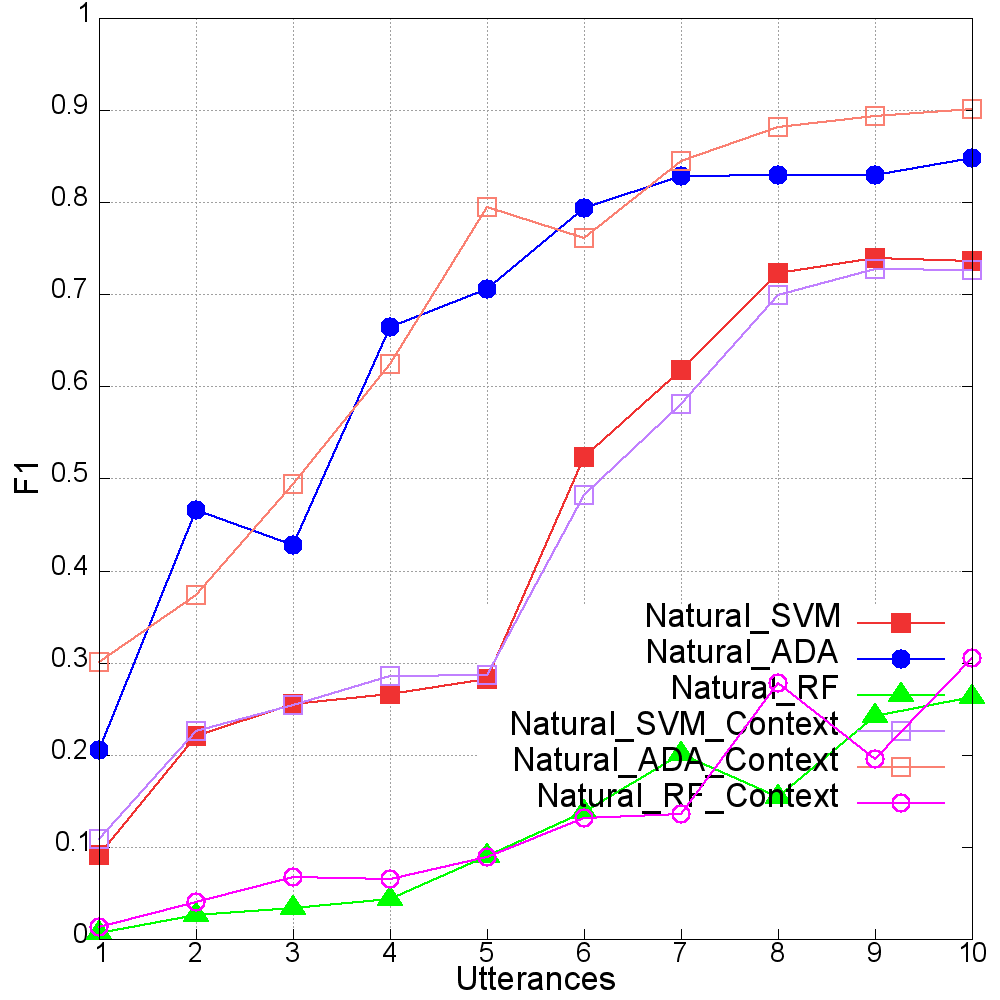 1
0.9
0.8
0.7
0.6
0.5
0.4
0.3
0.2
0.1
0
F1
Natural_SVM
Natural_ADA
Natural_RF
Natural_SVM_Context
Natural_ADA_Context
Natural_RF_Context
1 2 3 4 5 6 7 8 9 10
Utterances